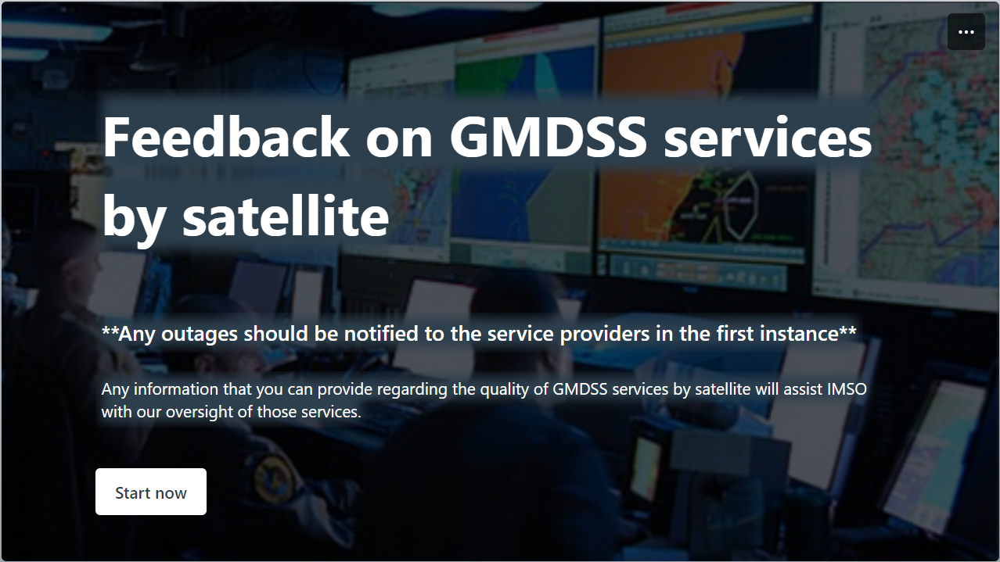 Feedback on GMDSS services
by satellite
**Any outages should be notified to the service providers in the first instance**
Any information that you can provide regarding the quality of GMDSS services by satellite will assist IMSO
with our oversight of those services.
Start now